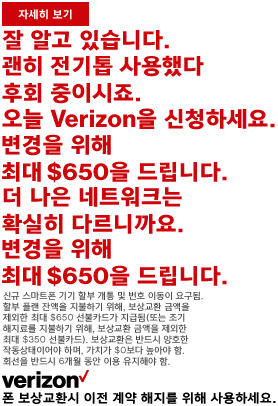 자세히 보기
잘 알고 있습니다.
괜히 전기톱 사용했다
후회 중이시죠.
오늘 Verizon을 신청하세요.
변경을 위해
최대 $650을 드립니다.
더 나은 네트워크는
확실히 다르니까요.
변경을 위해
최대 $650을 드립니다.
신규 스마트폰 기기 할부 개통 및 번호 이동이 요구됨.
할부 플랜 잔액을 지불하기 위해, 보상교환 금액을
제외한 최대 $650 선불카드가 지급됨(또는 조기
해지료를 지불하기 위해, 보상교환 금액을 제외한
최대 $350 선불카드). 보상교환폰 반드시 양호한
작동상태이어야 하며, 가치가 $0보다 높아야 함.
회선을 반드시 6개월 동안 이용 유지해야 함.
verizon✓
폰 보상교환시 이전 계약 해지를 위해 사용하세요.